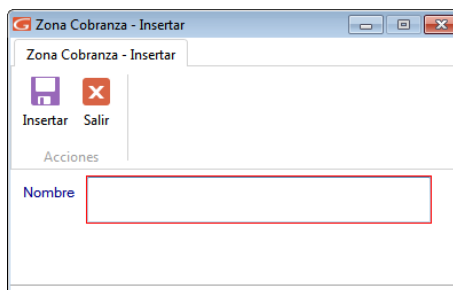 Zona Cobranza - Insertar
Zona Cobranza - Insertar
Insertar Salir
Acciones
Nombre